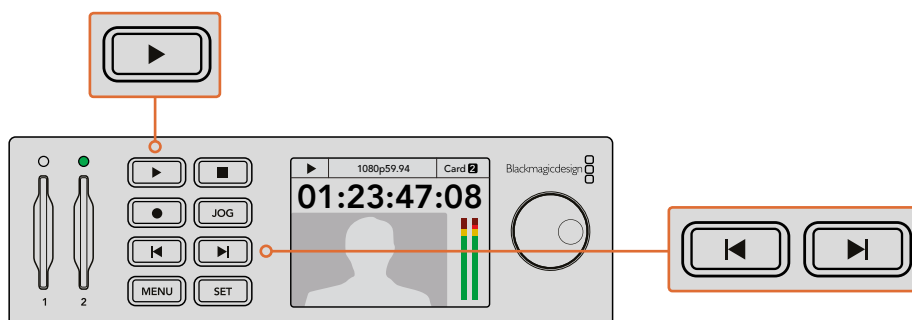 1080p59.94
Card 2
Blackmagicdesign
01:23:47:08
JOG
MENU
SET
1
2